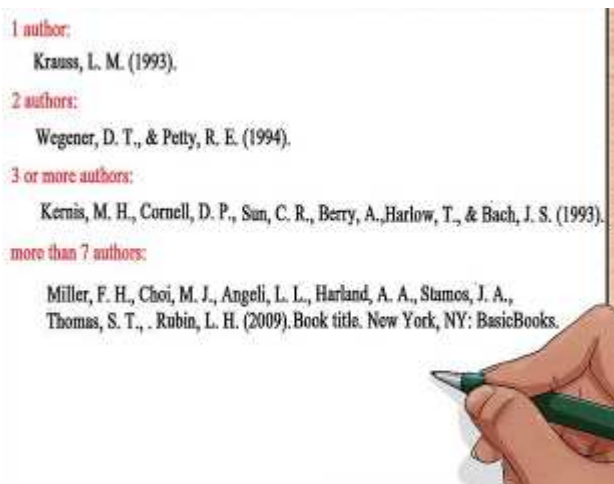 1 author:
Krauss, L. M. (1993).
2 authors:
Wegener, D. T., & Petty, R. E. (1994).
3 or more authors:
Kernis, M. H., Cornell, D. P., Sun, C. R., Berry, A.,Harlow, T., & Bach, J. S. (1993).
more than 7 authors:
Miller, F. H., Choi, M. J., Angeli, L. L., Harland, A. A., Stamos, J. A.,
Thomas, S. T., . Rubin, L. H. (2009).Book title. New York, NY: BasicBooks.